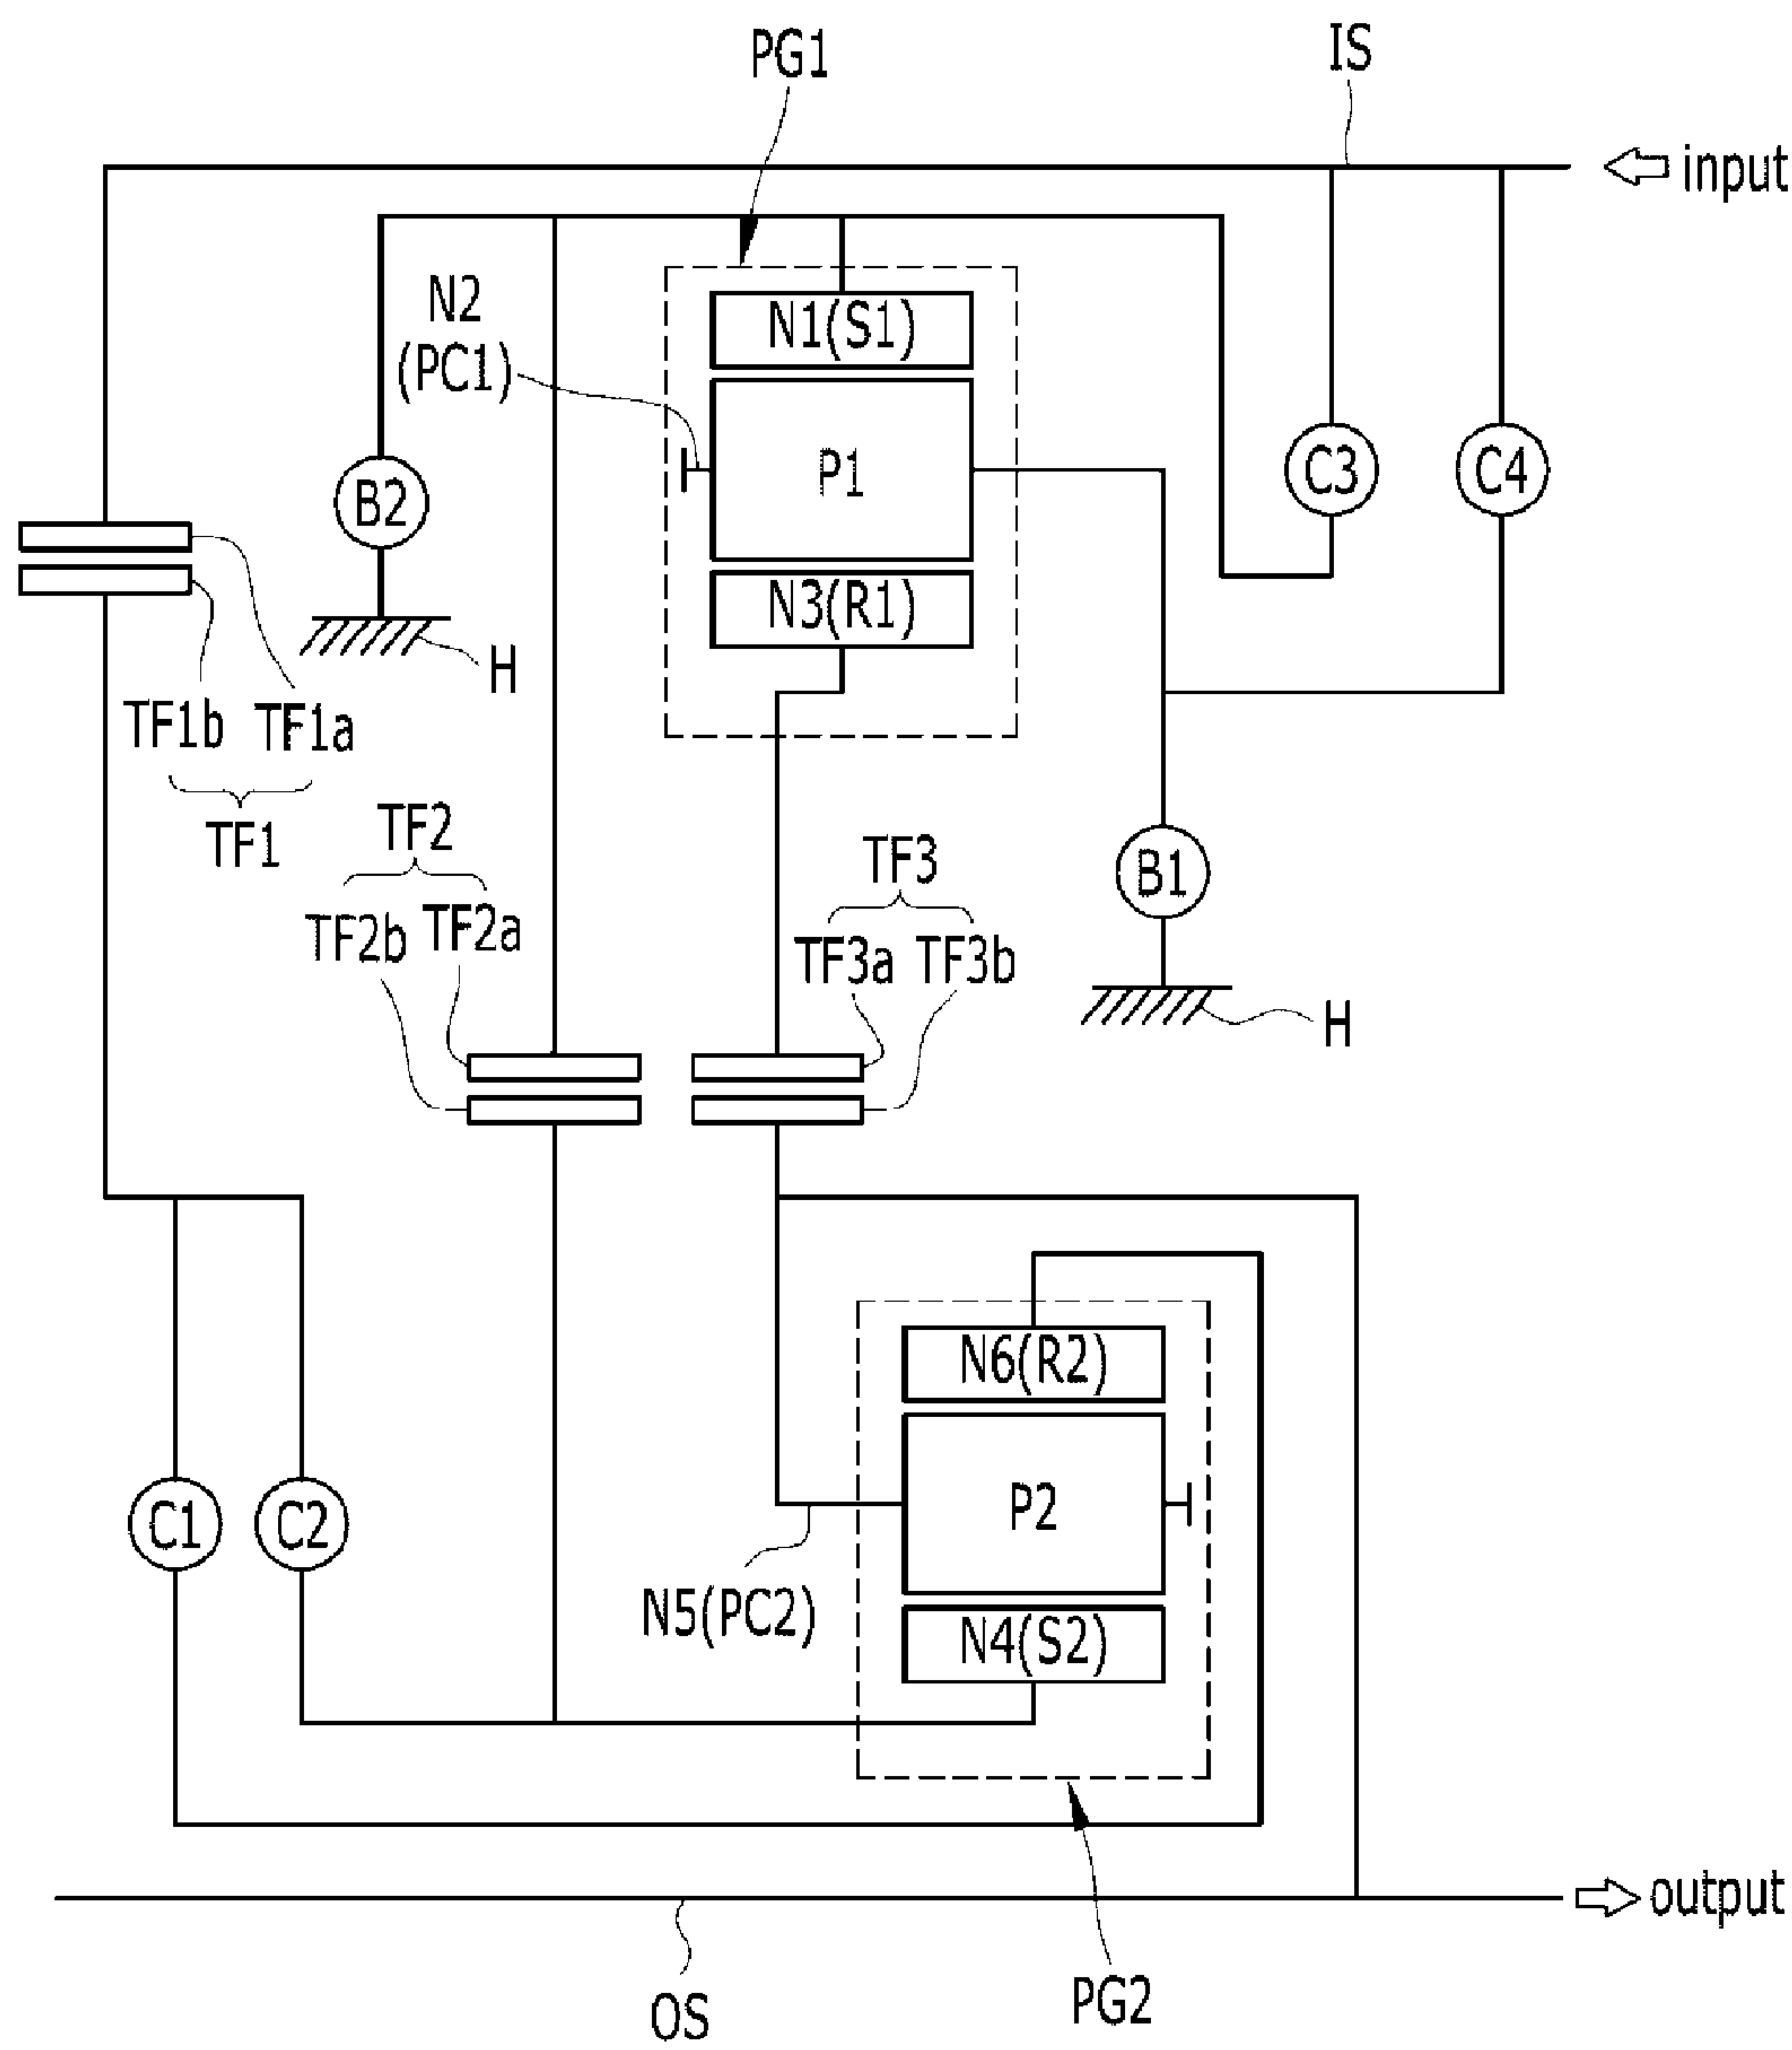 PG1
IS
input
N2
(PC1)
N1(S1)
P1
N3(R1)
B2
C3
C4
H
TF1b
TF1a
TF1
TF2
TF2b
TF2a
TF3
TF3a
TF3b
B1
H
N6(R2)
P2
N4(S2)
C1
C2
N5(PC2)
output
OS
PG2